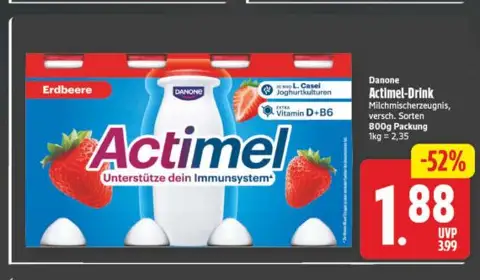 Erdbeere
DANONE
L. Casei
Joghurtkulturen
EXTRA
Vitamin D+B6
Actimel
Unterstütze dein Immunsystem*
Danone
Actimel-Drink
Milchmischerzeugnis,
versch. Sorten
800g Packung
1kg = 2,35
-52%
1.88
UVP
3.99